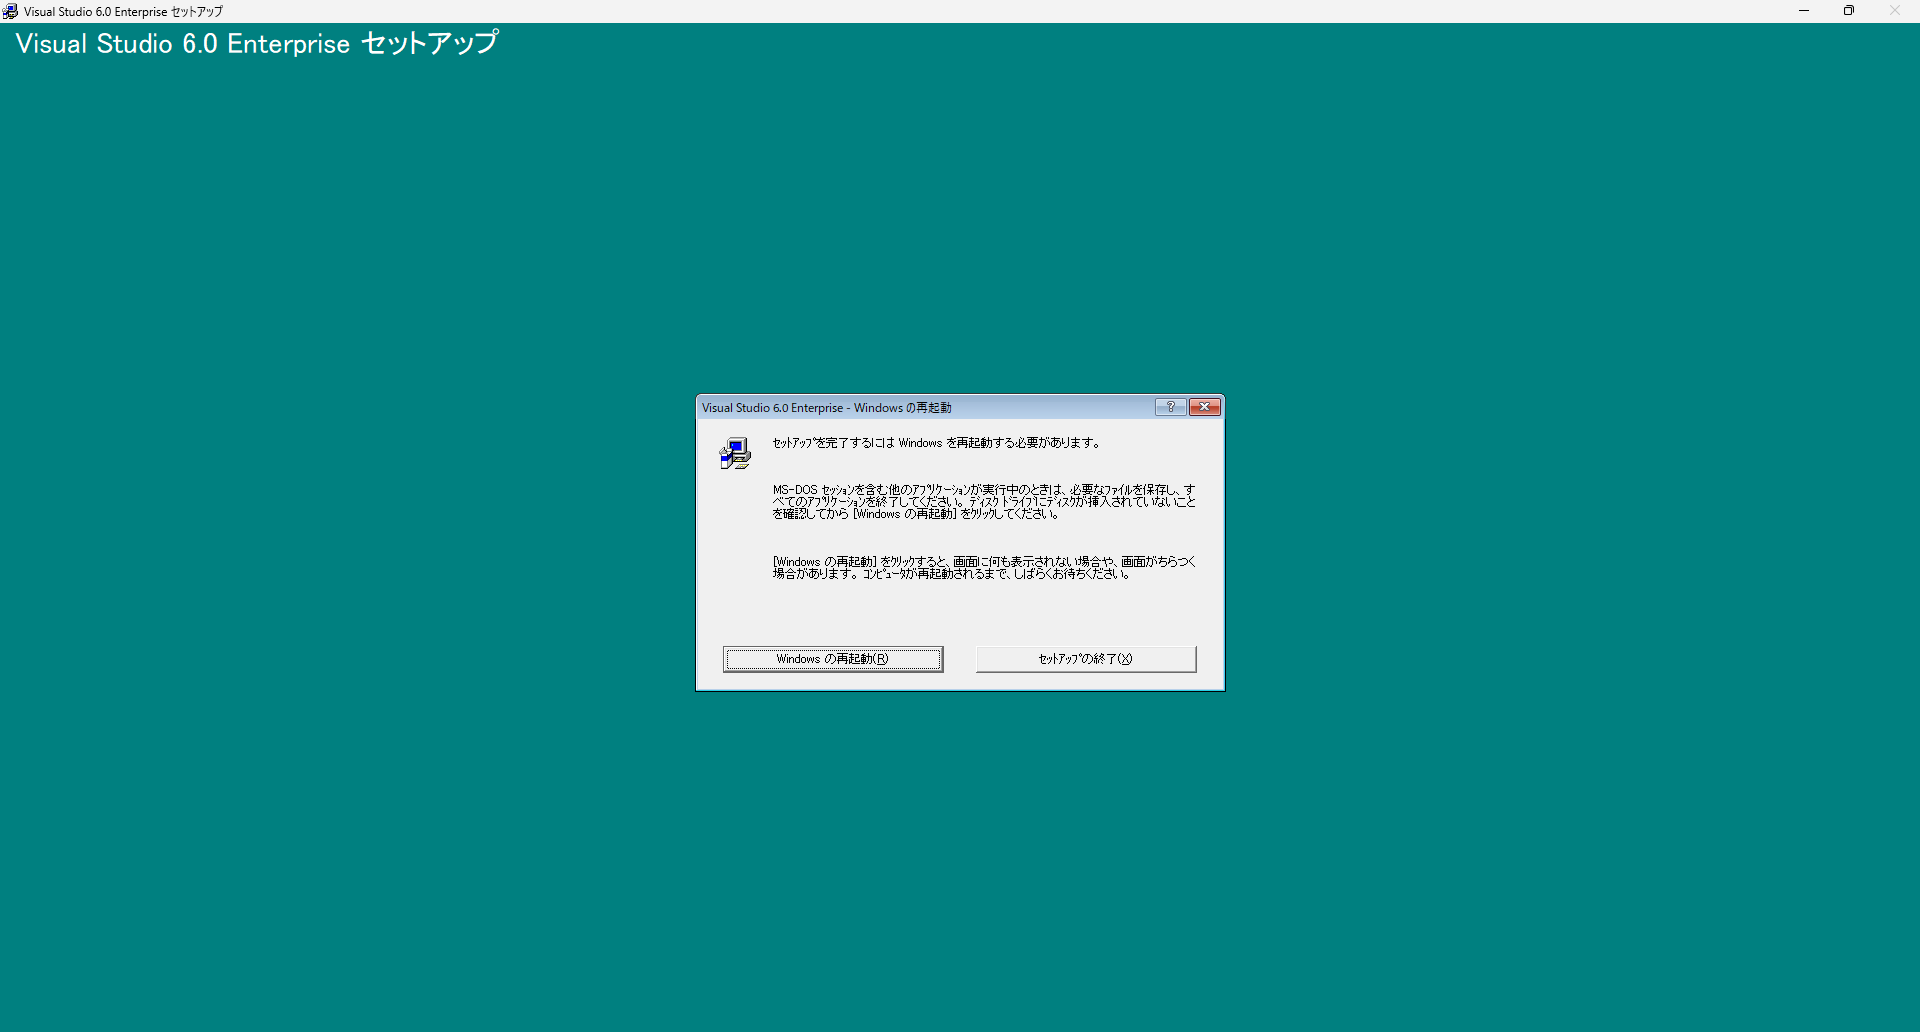 Visual Studio 6.0 Enterprise セットアップ
Visual Studio 6.0 Enterprise セットアップ
Visual Studio 6.0 Enterprise - Windows の再起動
ｾｯﾄｱｯﾌﾟを完了するには Windows を再起動する必要があります。
MS-DOS ｾｯｼｮﾝを含む他のｱﾌﾟﾘｹｰｼｮﾝが実行中のときは、必要なﾌｧｲﾙを保存し、す
べてのｱﾌﾟﾘｹｰｼｮﾝを終了してください。ﾃﾞｨｽｸ ﾄﾞﾗｲﾌﾞにﾃﾞｨｽｸが挿入されていないこと
を確認してから [Windows の再起動] をｸﾘｯｸしてください。
[Windows の再起動] をｸﾘｯｸすると、画面に何も表示されない場合や、画面がちらつく
場合があります。ｺﾝﾋﾟｭｰﾀが再起動されるまで、しばらくお待ちください。
Windows の再起動(R)
ｾｯﾄｱｯﾌﾟの終了(X)